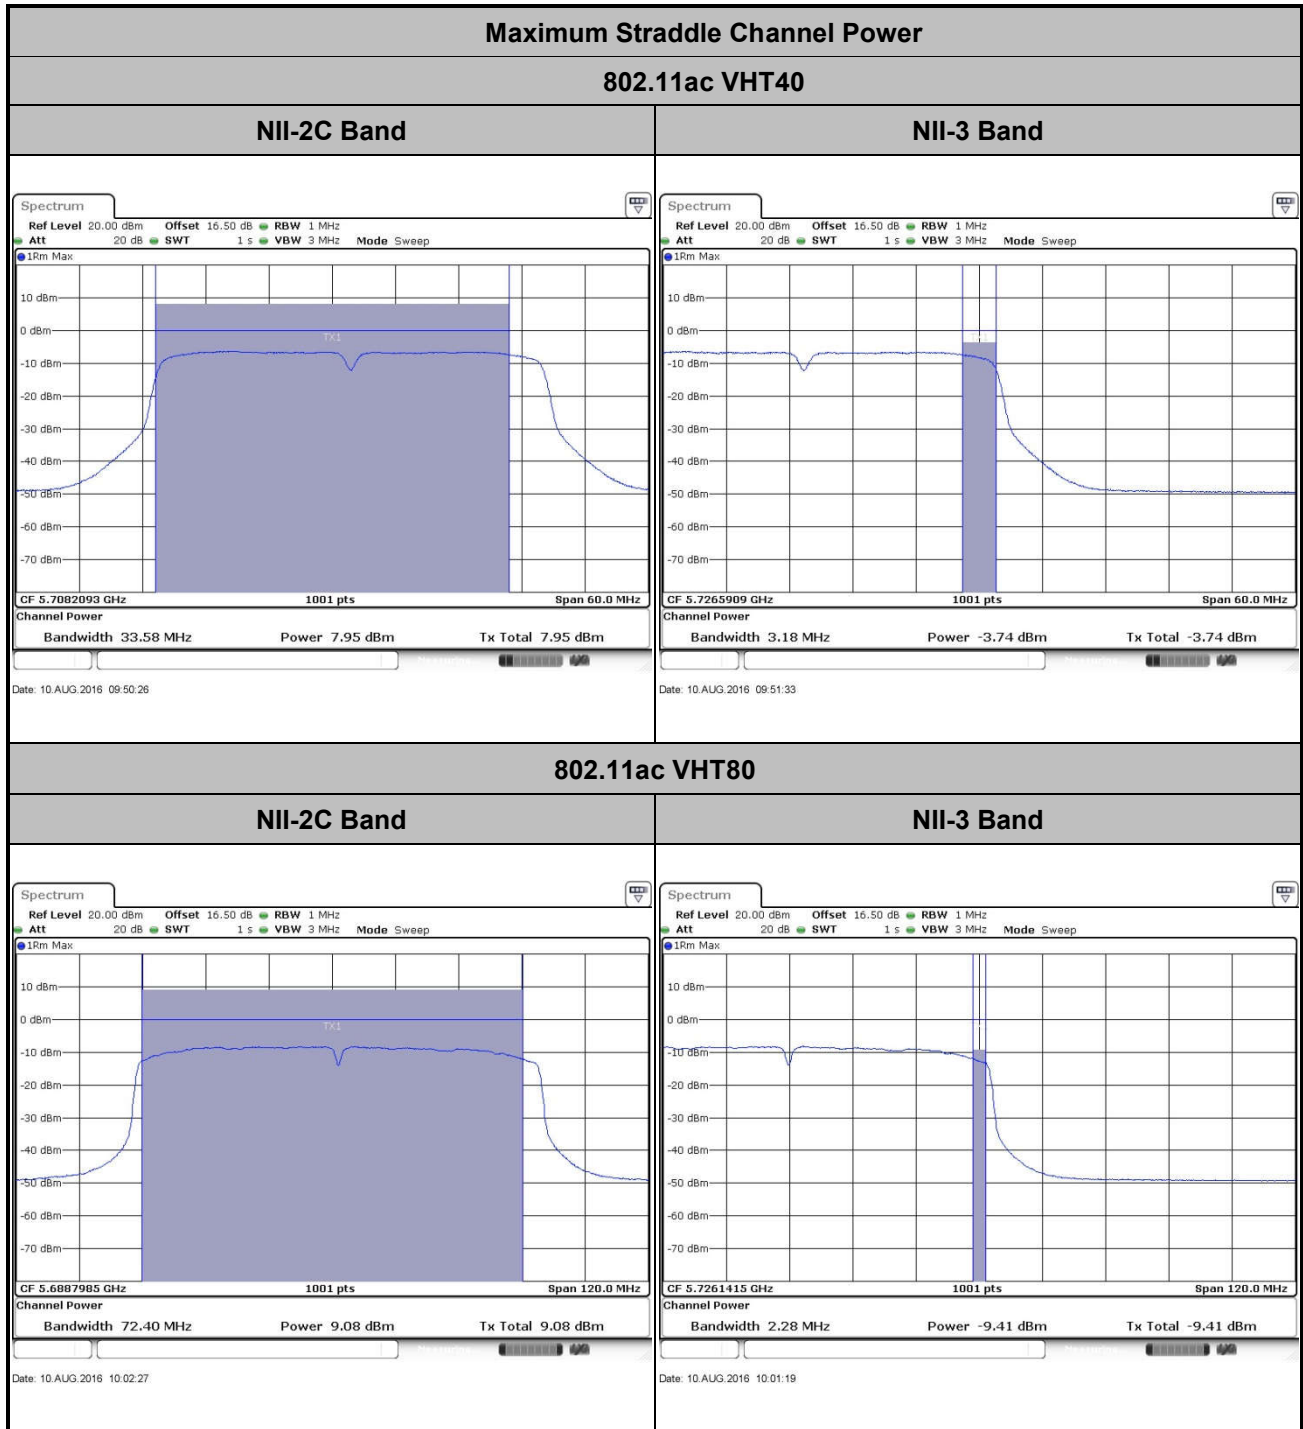 Maximum Straddle Channel Power
802.11ac VHT40
NII-2C Band
NII-3 Band
Spectrum
Ref Level 20.00 dBm Offset 16.50 dB RBW 1 MHz
Att 20 dB SWT 1 s VBW 3 MHz Mode Sweep
1Rm Max
10 dBm
0 dBm
TX1
-10 dBm
-20 dBm
-30 dBm
-40 dBm
-50 dBm
-60 dBm
-70 dBm
CF 5.7082093 GHz 1001 pts Span 60.0 MHz
Channel Power
Bandwidth 33.58 MHz Power 7.95 dBm Tx Total 7.95 dBm
Date: 10.AUG.2016 09:50:26
Spectrum
Ref Level 20.00 dBm Offset 16.50 dB RBW 1 MHz
Att 20 dB SWT 1 s VBW 3 MHz Mode Sweep
1Rm Max
10 dBm
0 dBm
-10 dBm
-20 dBm
-30 dBm
-40 dBm
-50 dBm
-60 dBm
-70 dBm
CF 5.7265909 GHz 1001 pts Span 60.0 MHz
Channel Power
Bandwidth 3.18 MHz Power -3.74 dBm Tx Total -3.74 dBm
Date: 10.AUG.2016 09:51:33
802.11ac VHT80
NII-2C Band
NII-3 Band
Spectrum
Ref Level 20.00 dBm Offset 16.50 dB RBW 1 MHz
Att 20 dB SWT 1 s VBW 3 MHz Mode Sweep
1Rm Max
10 dBm
0 dBm
TX1
-10 dBm
-20 dBm
-30 dBm
-40 dBm
-50 dBm
-60 dBm
-70 dBm
CF 5.6887985 GHz 1001 pts Span 120.0 MHz
Channel Power
Bandwidth 72.40 MHz Power 9.08 dBm Tx Total 9.08 dBm
Date: 10.AUG.2016 10:02:27
Spectrum
Ref Level 20.00 dBm Offset 16.50 dB RBW 1 MHz
Att 20 dB SWT 1 s VBW 3 MHz Mode Sweep
1Rm Max
10 dBm
0 dBm
-10 dBm
-20 dBm
-30 dBm
-40 dBm
-50 dBm
-60 dBm
-70 dBm
CF 5.7261415 GHz 1001 pts Span 120.0 MHz
Channel Power
Bandwidth 2.28 MHz Power -9.41 dBm Tx Total -9.41 dBm
Date: 10.AUG.2016 10:01:19